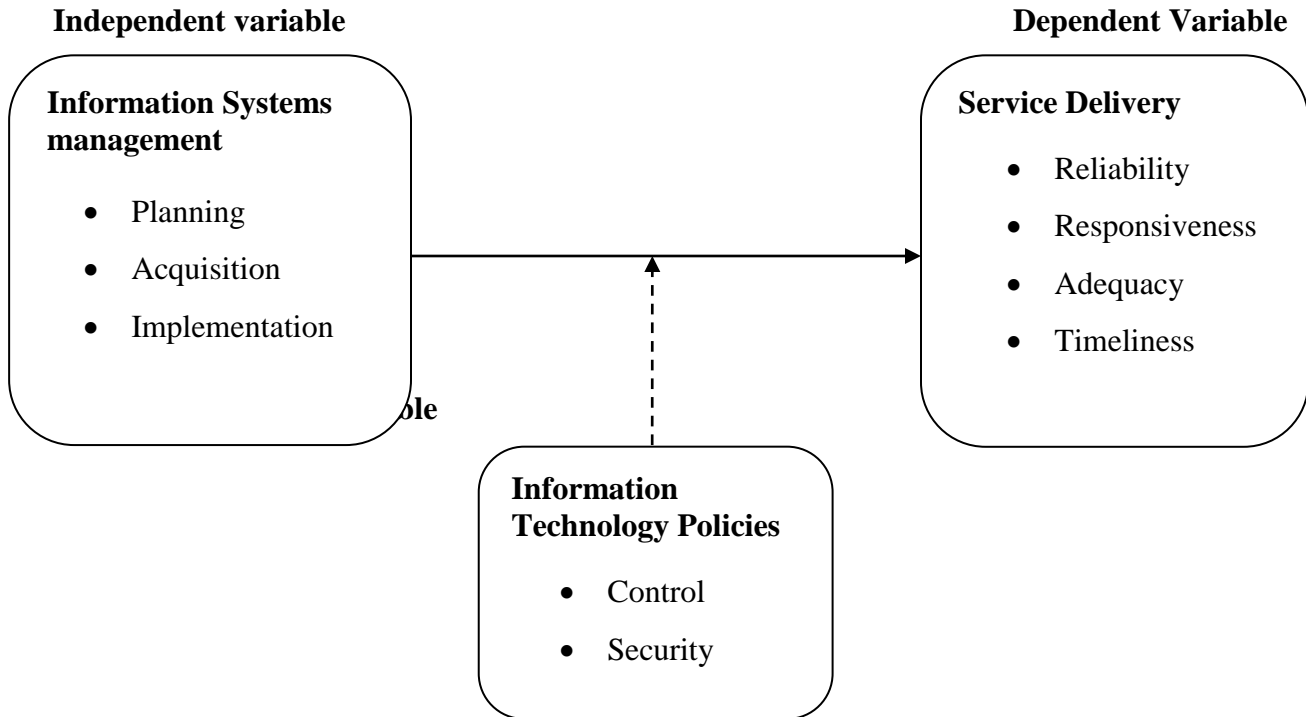 Independent variable
Dependent Variable
Information Systems
management
• Planning
• Acquisition
• Implementation
Service Delivery
• Reliability
• Responsiveness
• Adequacy
• Timeliness
Information
Technology Policies
• Control
• Security